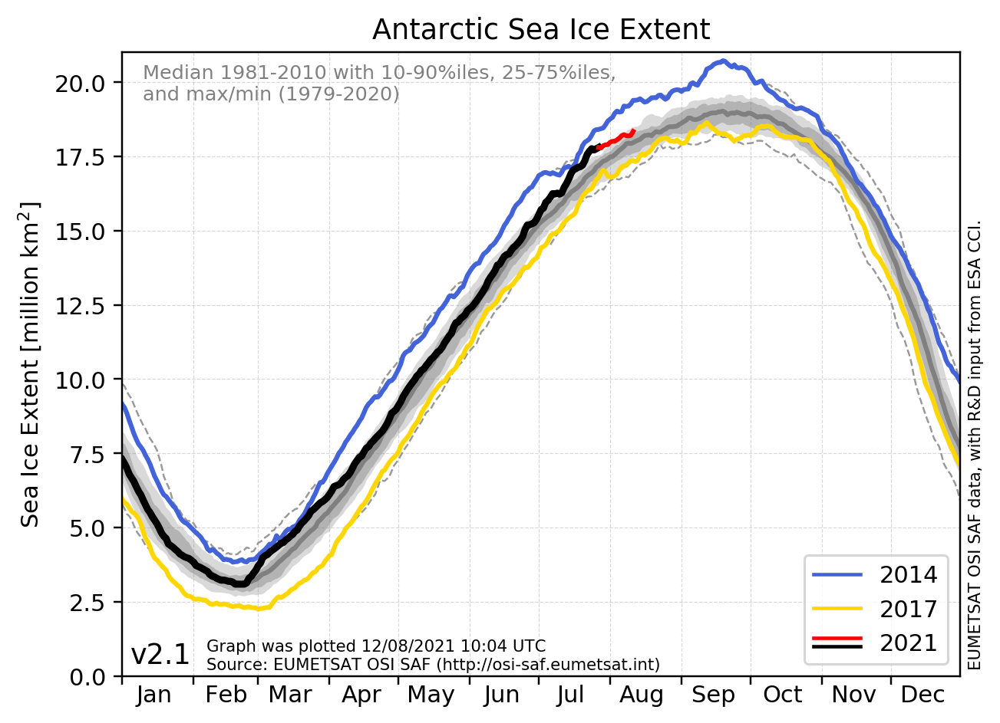 Antarctic Sea Ice Extent
Median 1981-2010 with 10-90%iles, 25-75%iles,
and max/min (1979-2020)
Sea Ice Extent [million km²]
20.0
17.5
15.0
12.5
10.0
7.5
5.0
2.5
0.0
2014
2017
2021
v2.1
Graph was plotted 12/08/2021 10:04 UTC
Source: EUMETSAT OSI SAF (http://osi-saf.eumetsat.int)
Jan Feb Mar Apr May Jun Jul Aug Sep Oct Nov Dec
EUMETSAT OSI SAF data, with R&D input from ESA CCI.